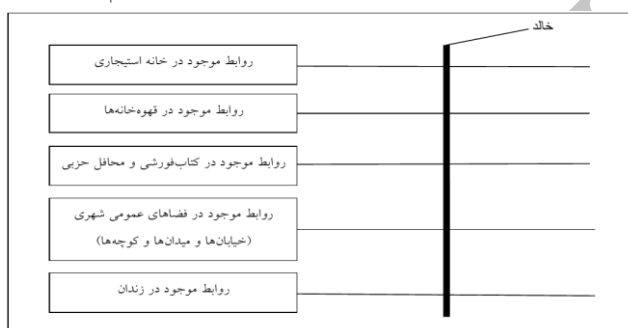 خالد
روابط موجود در خانه استیجاری
روابط موجود در قهوه‌خانه‌ها
روابط موجود در کتاب‌فورشی و محافل حزبی
روابط موجود در فضاهای عمومی شهری
(خیابان‌ها و میدان‌ها و کوچه‌ها)
روابط موجود در زندان